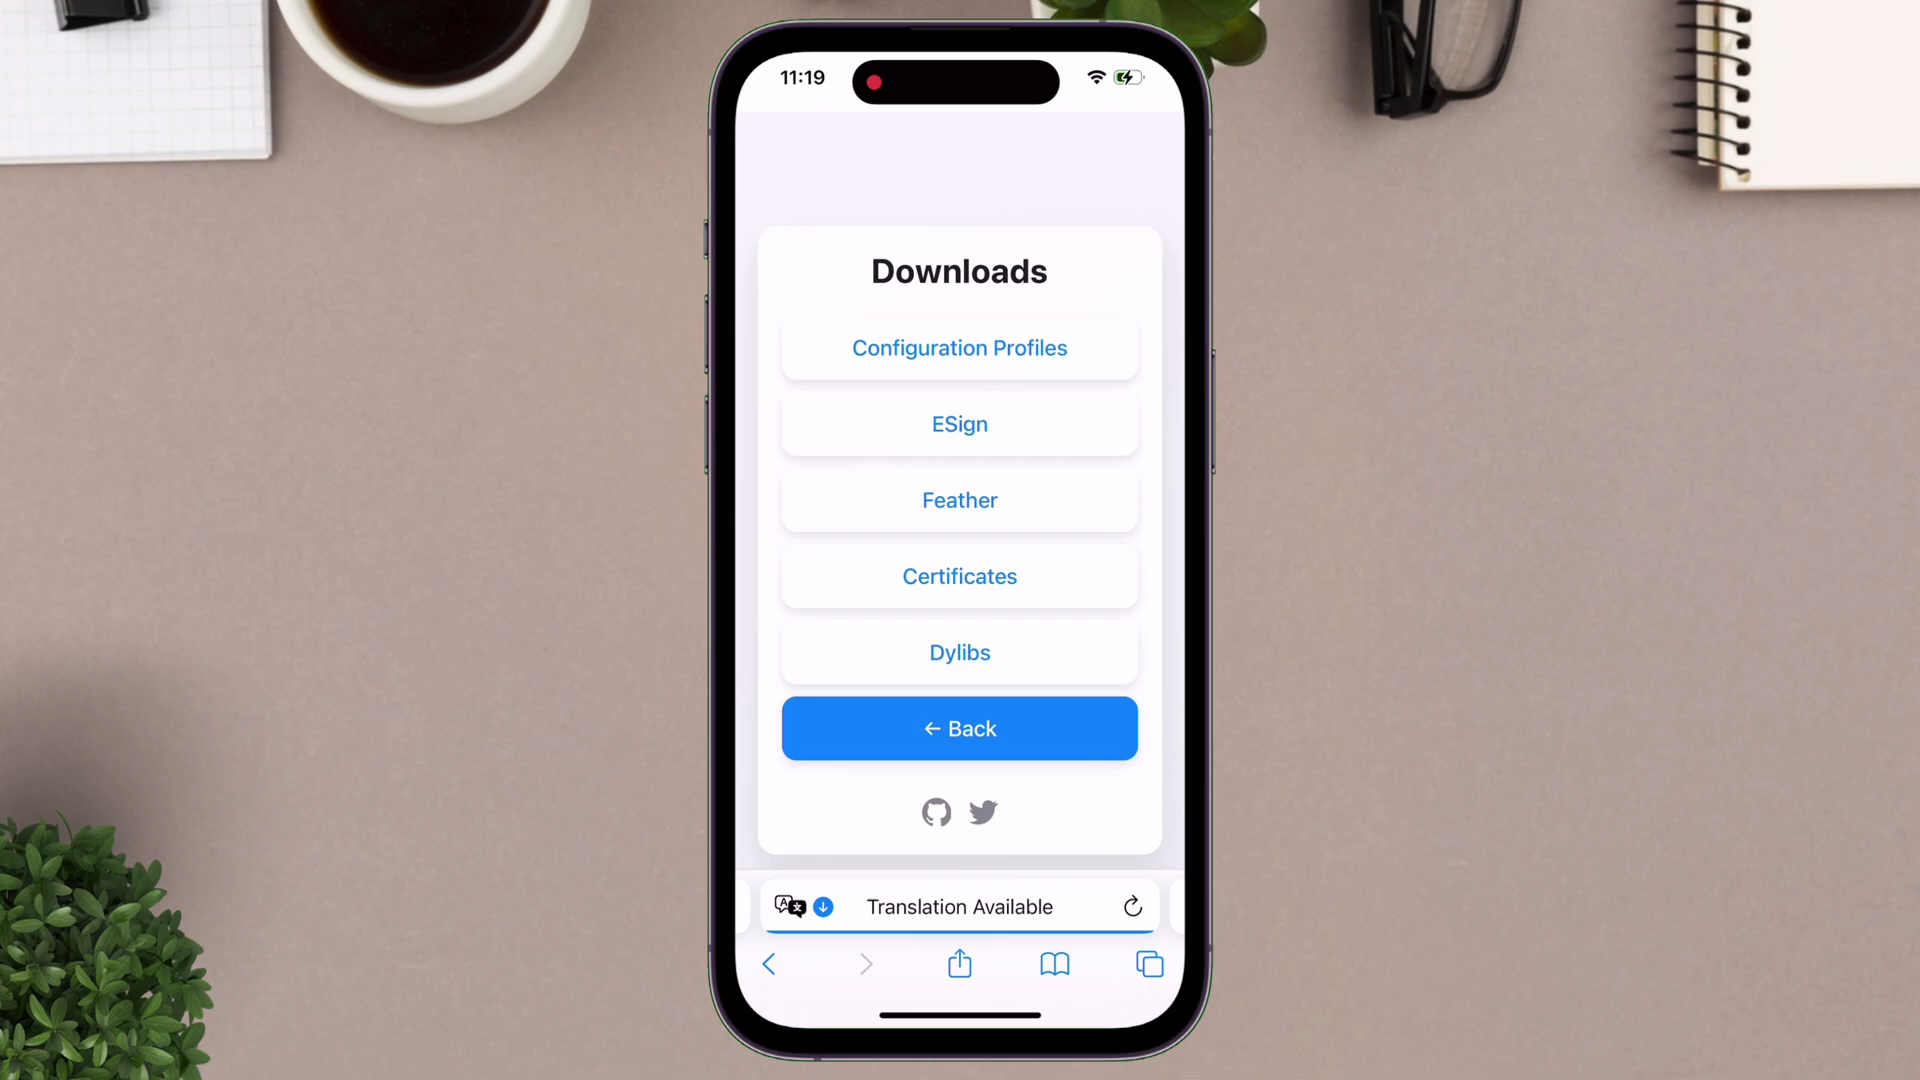 11:19
Downloads
Configuration Profiles
ESign
Feather
Certificates
Dylibs
← Back
Translation Available